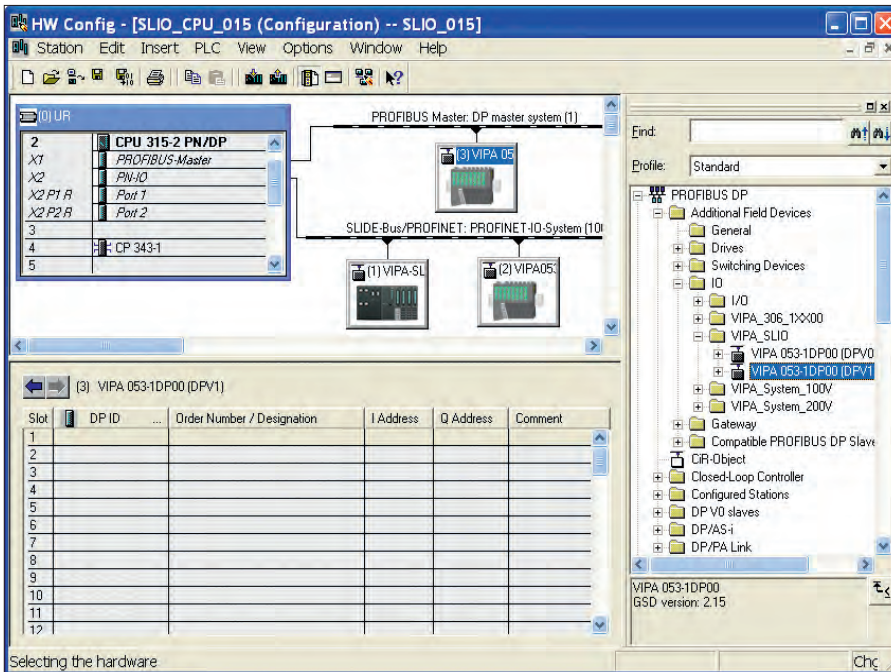 HW Config - [SLIO_CPU_015 (Configuration) -- SLIO_015]
Station Edit Insert PLC View Options Window Help
(0) UR
2 CPU 315-2 PN/DP
X1 PROFIBUS-Master
X2 PN-IO
X2 P1 R Port 1
X2 P2 R Port 2
3
4 CP 343-1
5
PROFIBUS Master: DP master system (1)
(3) VIPA 05
SLIDE-Bus/PROFINET: PROFINET-IO-System (10
(1) VIPA-SL
(2) VIPA05
(3) VIPA 053-1DP00 (DPV1)
Slot DP ID ... Order Number / Designation I Address Q Address Comment
1
2
3
4
5
6
7
8
9
10
11
12
Find:
Profile: Standard
PROFIBUS DP
Additional Field Devices
General
Drives
Switching Devices
IO
I/O
VIPA_306_1XX00
VIPA_SLIO
VIPA 053-1DP00 (DPV0
VIPA 053-1DP00 (DPV1
VIPA_System_100V
VIPA_System_200V
Gateway
Compatible PROFIBUS DP Slave
CiR-Object
Closed-Loop Controller
Configured Stations
DP V0 slaves
DP/AS-i
DP/PA Link
VIPA 053-1DP00
GSD version: 2.15
Selecting the hardware
Chg